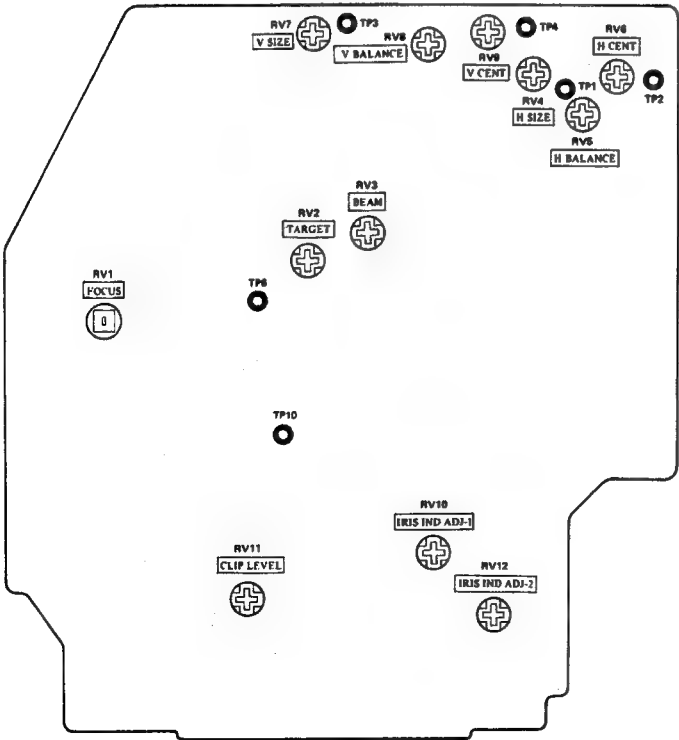 RV7
V SIZE
TP3
RV8
V BALANCE
RV9
V CENT
TP4
RV6
H CENT
RV4
H SIZE
TP1
TP2
RV5
H BALANCE
RV3
BEAM
RV2
TARGET
RV1
FOCUS
TP10
RV10
IRIS IND ADJ-1
RV11
CLIP LEVEL
RV12
IRIS IND ADJ-2